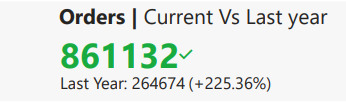 Orders | Current Vs Last year
861132✓
Last Year: 264674 (+225.36%)